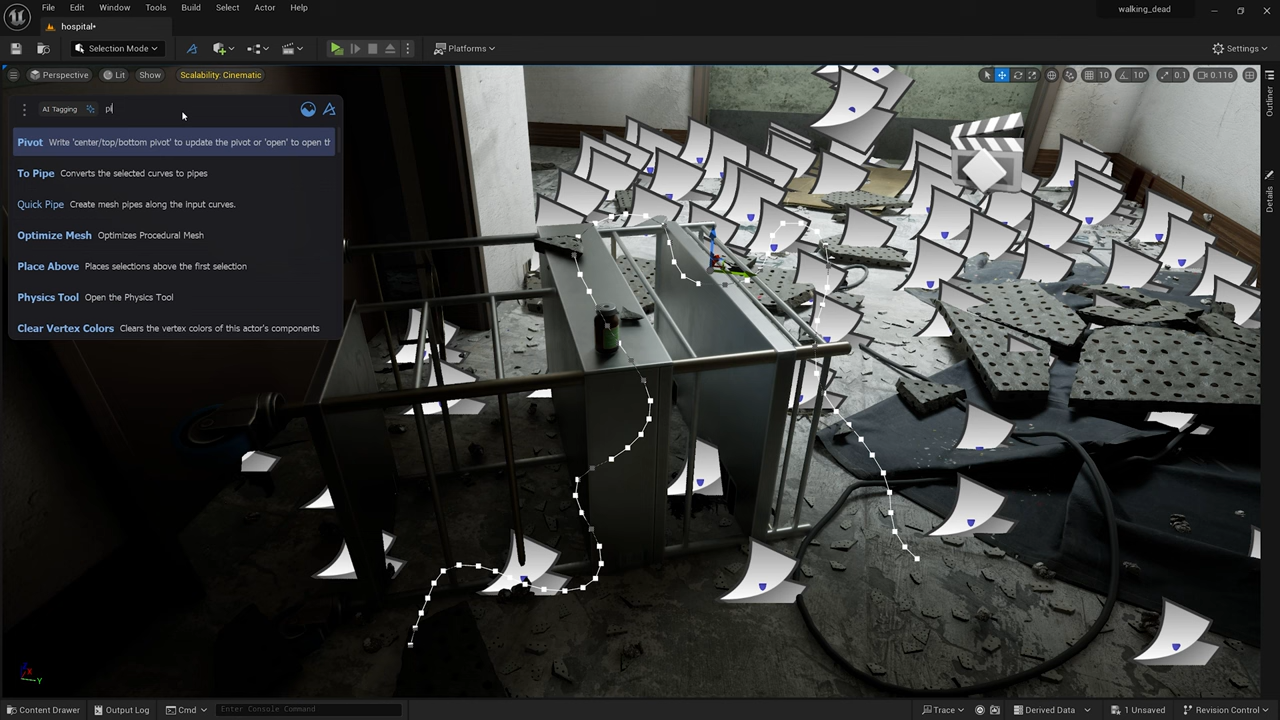 File Edit Window Tools Build Select Actor Help walking_dead
hospital*
Selection Mode Platforms Settings
Perspective Lit Show Scalability: Cinematic 10 10° 0.1 0.116
AI Tagging pi
Pivot Write 'center/top/bottom pivot' to update the pivot or 'open' to open th
To Pipe Converts the selected curves to pipes
Quick Pipe Create mesh pipes along the input curves.
Optimize Mesh Optimizes Procedural Mesh
Place Above Places selections above the first selection
Physics Tool Open the Physics Tool
Clear Vertex Colors Clears the vertex colors of this actor's components
Outliner
Details
Y
Content Drawer Output Log Cmd Enter Console Command Trace Derived Data 1 Unsaved Revision Control